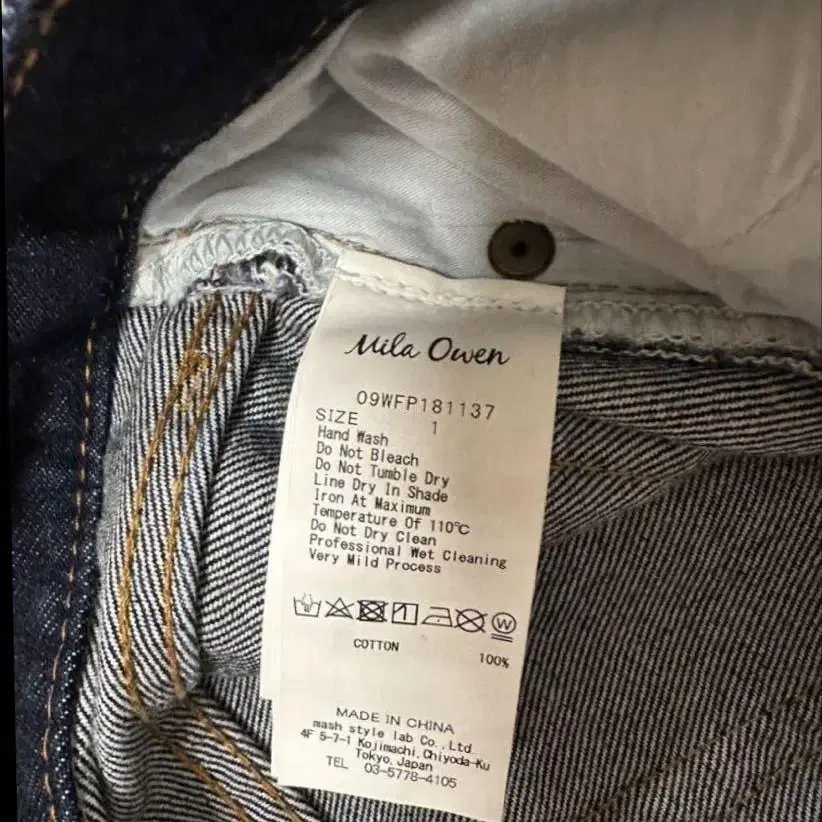 Mila Owen
09WFP181137
SIZE 1
Hand Wash
Do Not Bleach
Do Not Tumble Dry
Line Dry In Shade
Iron At Maximum
Temperature Of 110℃
Do Not Dry Clean
Professional Wet Cleaning
Very Mild Process
W
COTTON 100%
MADE IN CHINA
mash style lab Co.,Ltd
4F 5-7-1 Kojimachi,Chiyoda-Ku
Tokyo,Japan
TEL 03-5778-4105